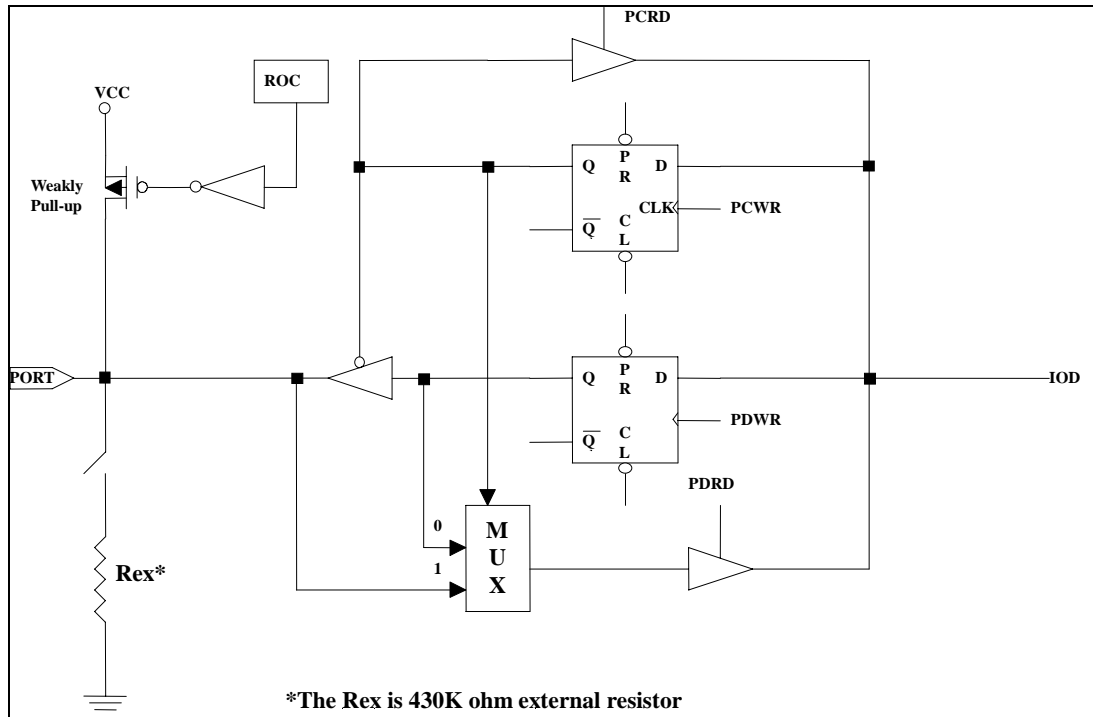 PCRD
ROC
VCC
Weakly
Pull-up
Q
P
R
D
CLK
PCWR
Q
C
L
PORT
Q
P
R
D
IOD
PDWR
Q
C
L
PDRD
0
1
M
U
X
Rex*
*The Rex is 430K ohm external resistor